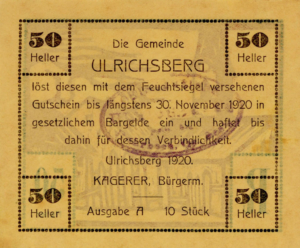 50 Heller
50 Heller
Die Gemeinde
ULRICHSBERG
löst diesen mit dem Feuchtsiegel versehenen
Gutschein bis längstens 30. November 1920 in
gesetzlichem Bargelde ein und haftet bis
dahin für dessen Verbindlichkeit.
Ulrichsberg 1920.
KAGERER, Bürgerm.
50 Heller
50 Heller
Ausgabe A 10 Stück